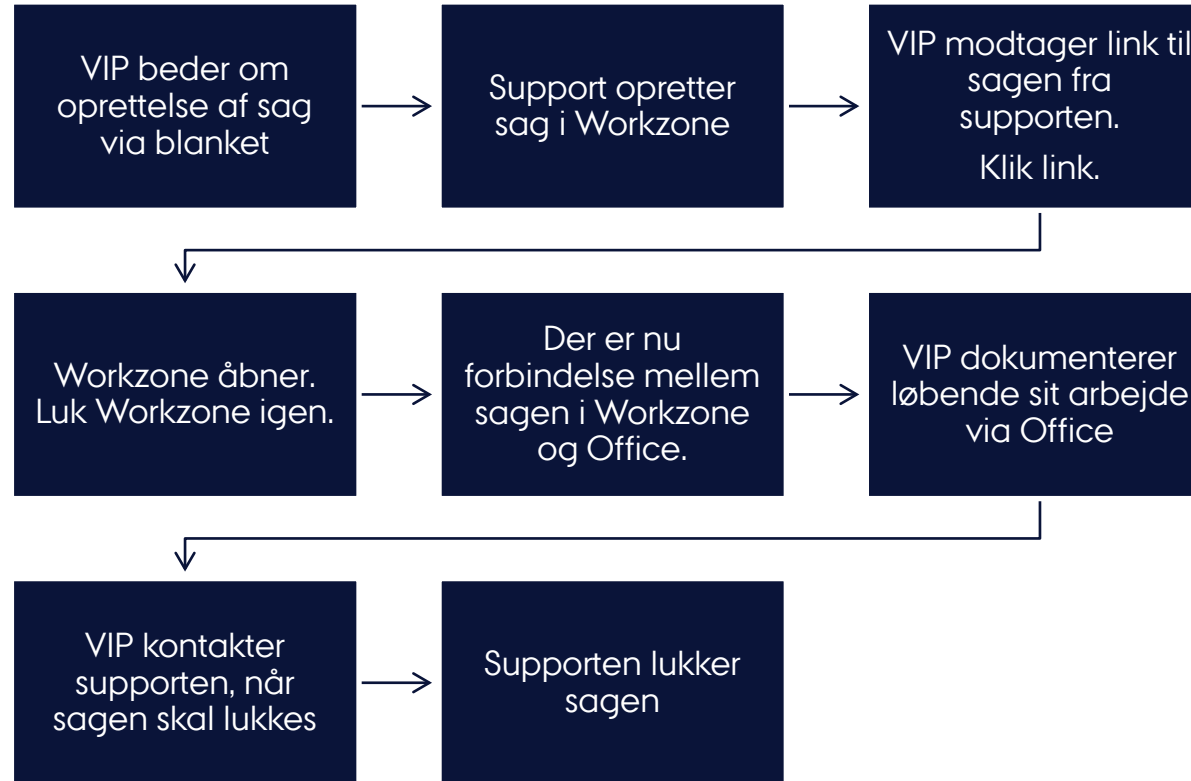 VIP beder om
oprettelse af sag
via blanket
Support opretter
sag i Workzone
VIP modtager link til
sagen fra
supporten.
Klik link.
Workzone åbner.
Luk Workzone igen.
Der er nu
forbindelse mellem
sagen i Workzone
og Office.
VIP dokumenterer
løbende sit arbejde
via Office
VIP kontakter
supporten, når
sagen skal lukkes
Supporten lukker
sagen